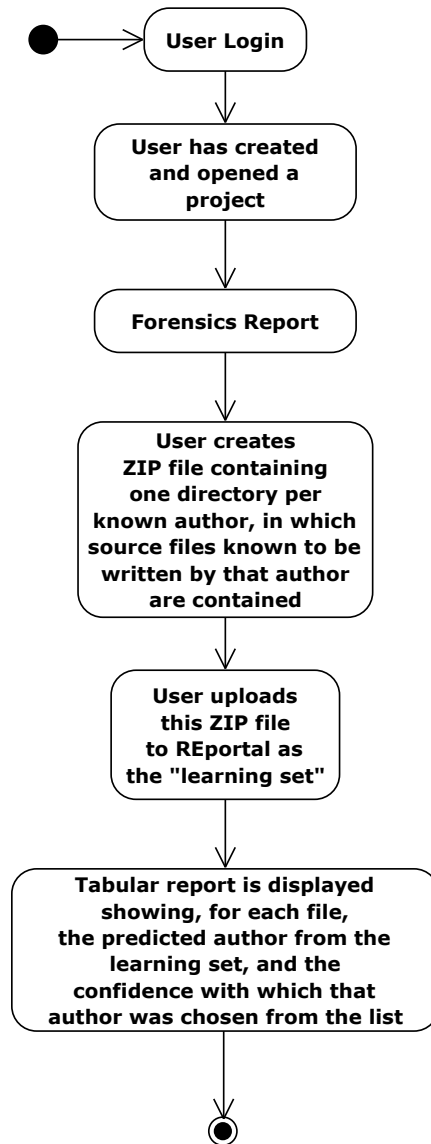 User Login
User has created
and opened a
project
Forensics Report
User creates
ZIP file containing
one directory per
known author, in which
source files known to be
written by that author
are contained
User uploads
this ZIP file
to REportal as
the "learning set"
Tabular report is displayed
showing, for each file,
the predicted author from the
learning set, and the
confidence with which that
author was chosen from the list